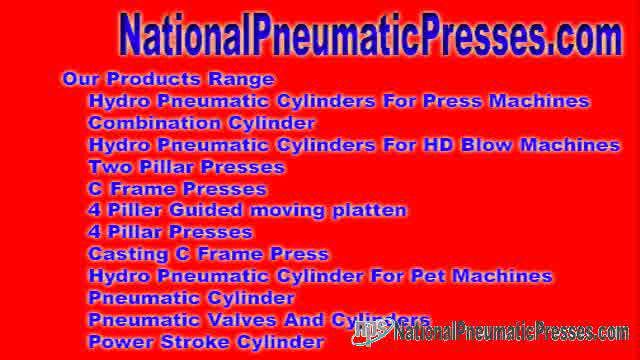 NationalPneumaticPresses.com
Our Products Range
Hydro Pneumatic Cylinders For Press Machines
Combination Cylinder
Hydro Pneumatic Cylinders For HD Blow Machines
Two Pillar Presses
C Frame Presses
4 Piller Guided moving platten
4 Pillar Presses
Casting C Frame Press
Hydro Pneumatic Cylinder For Pet Machines
Pneumatic Cylinder
Pneumatic Valves And Cylinders
NationalPneumaticPresses.com
Power Stroke Cylinder